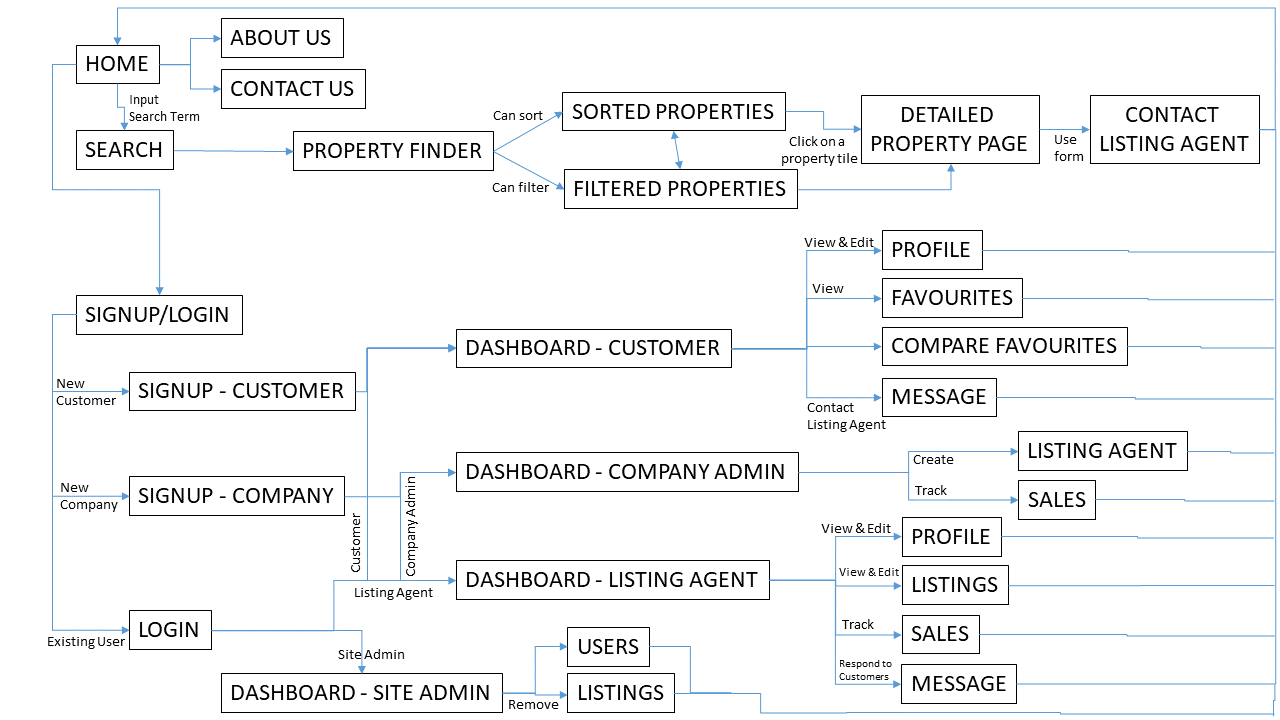 ABOUT US
HOME
CONTACT US
Input
Search Term
SEARCH
PROPERTY FINDER
Can sort
Can filter
SORTED PROPERTIES
FILTERED PROPERTIES
Click on a
property tile
DETAILED
PROPERTY PAGE
Use
form
CONTACT
LISTING AGENT
SIGNUP/LOGIN
New
Customer
SIGNUP - CUSTOMER
DASHBOARD - CUSTOMER
View & Edit
PROFILE
View
FAVOURITES
COMPARE FAVOURITES
Contact
Listing Agent
MESSAGE
New
Company
SIGNUP - COMPANY
Customer
Company Admin
DASHBOARD - COMPANY ADMIN
Create
LISTING AGENT
Track
SALES
Listing Agent
DASHBOARD - LISTING AGENT
View & Edit
PROFILE
View & Edit
LISTINGS
Track
SALES
Respond to
Customers
MESSAGE
Existing User
LOGIN
Site Admin
DASHBOARD - SITE ADMIN
Remove
USERS
LISTINGS